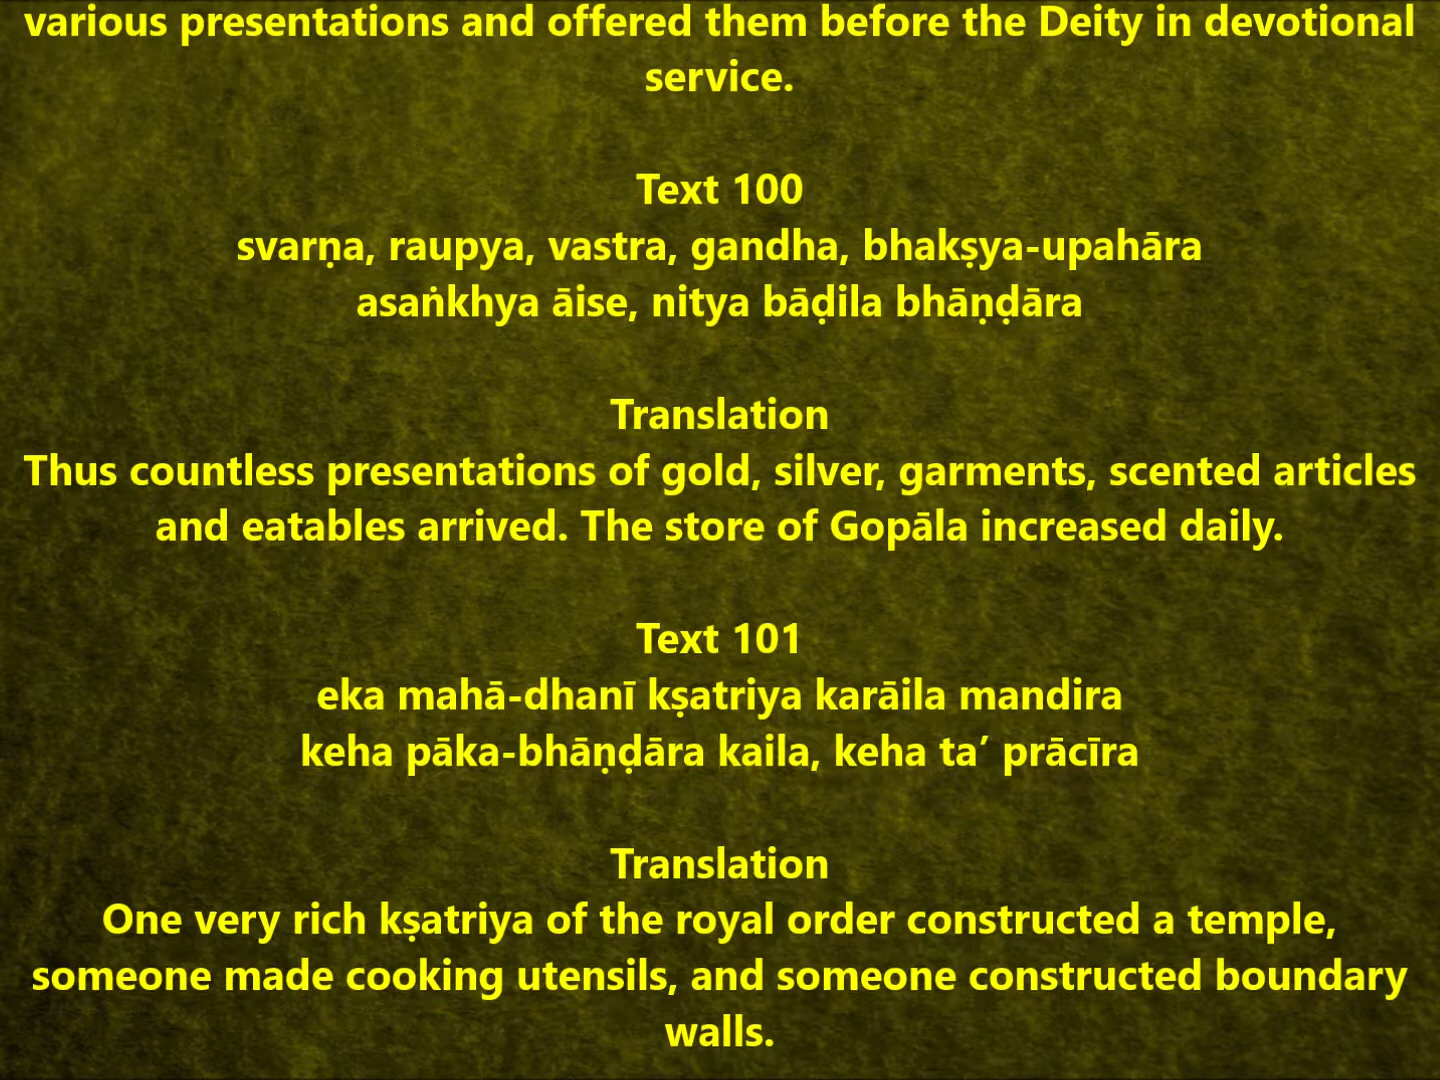 various presentations and offered them before the Deity in devotional
service.
Text 100
svarṇa, raupya, vastra, gandha, bhakṣya-upahāra
asaṅkhya āise, nitya bāḍila bhāṇḍāra
Translation
Thus countless presentations of gold, silver, garments, scented articles
and eatables arrived. The store of Gopāla increased daily.
Text 101
eka mahā-dhanī kṣatriya karāila mandira
keha pāka-bhāṇḍāra kaila, keha ta’ prācīra
Translation
One very rich kṣatriya of the royal order constructed a temple,
someone made cooking utensils, and someone constructed boundary
walls.